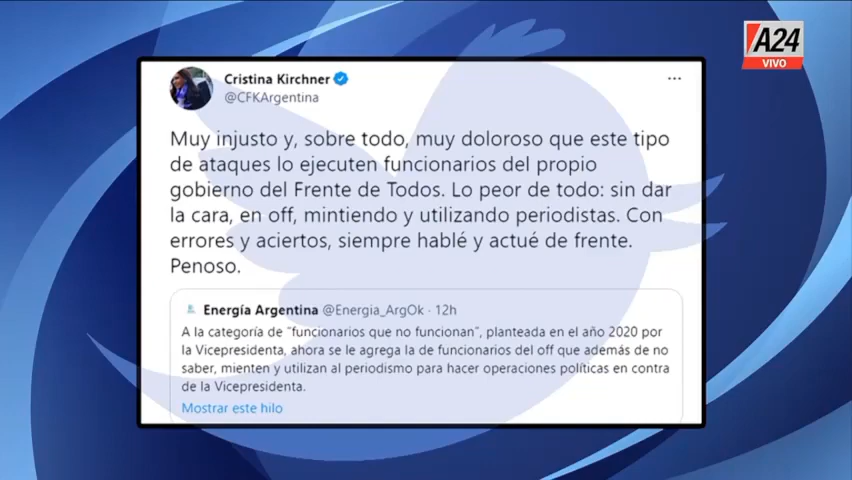 A24
VIVO
Cristina Kirchner
@CFKArgentina
Muy injusto y, sobre todo, muy doloroso que este tipo
de ataques lo ejecuten funcionarios del propio
gobierno del Frente de Todos. Lo peor de todo: sin dar
la cara, en off, mintiendo y utilizando periodistas. Con
errores y aciertos, siempre hablé y actué de frente.
Penoso.
Energía Argentina @Energia_ArgOk · 12h
A la categoría de "funcionarios que no funcionan", planteada en el año 2020 por
la Vicepresidenta, ahora se le agrega la de funcionarios del off que además de no
saber, mienten y utilizan al periodismo para hacer operaciones políticas en contra
de la Vicepresidenta.
Mostrar este hilo